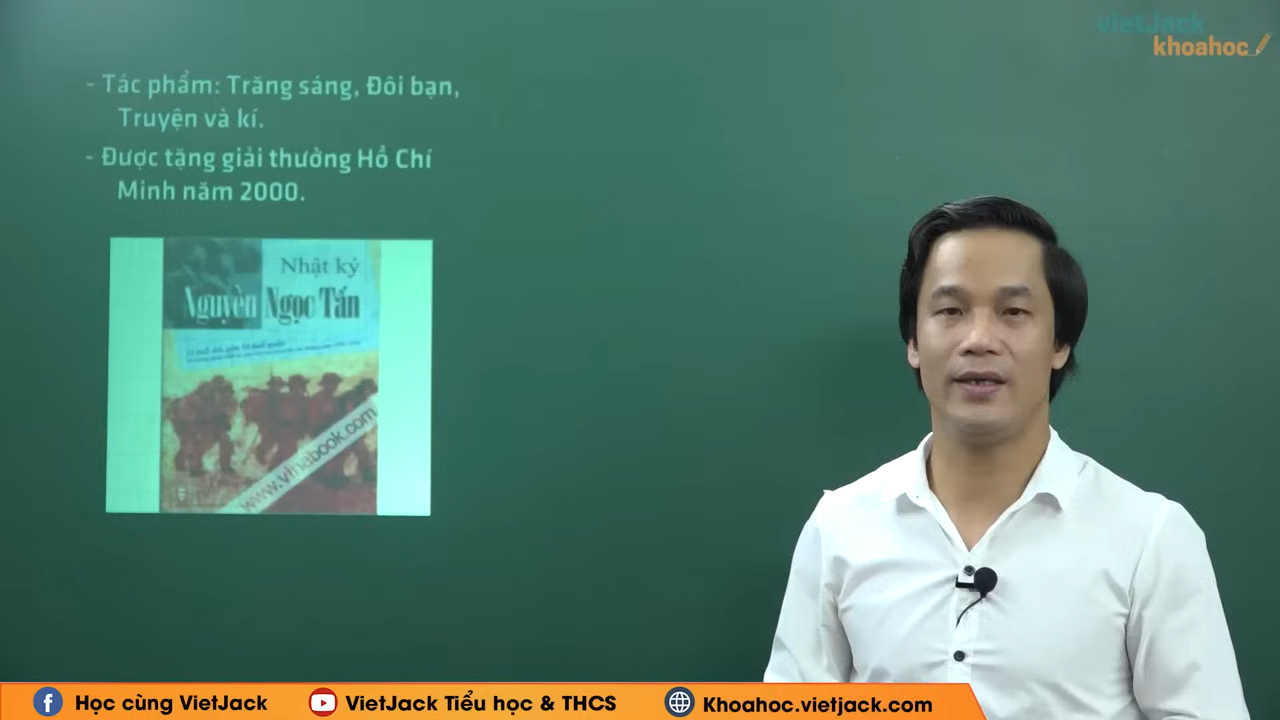 vietJack
khoahoc
- Tác phẩm: Trăng sáng, Đôi bạn,
Truyện và kí.
- Được tặng giải thưởng Hồ Chí
Minh năm 2000.
Nhật ký
Nguyễn Ngọc Tấn
www.vinabook.com
Học cùng VietJack
VietJack Tiểu học & THCS
Khoahoc.vietjack.com